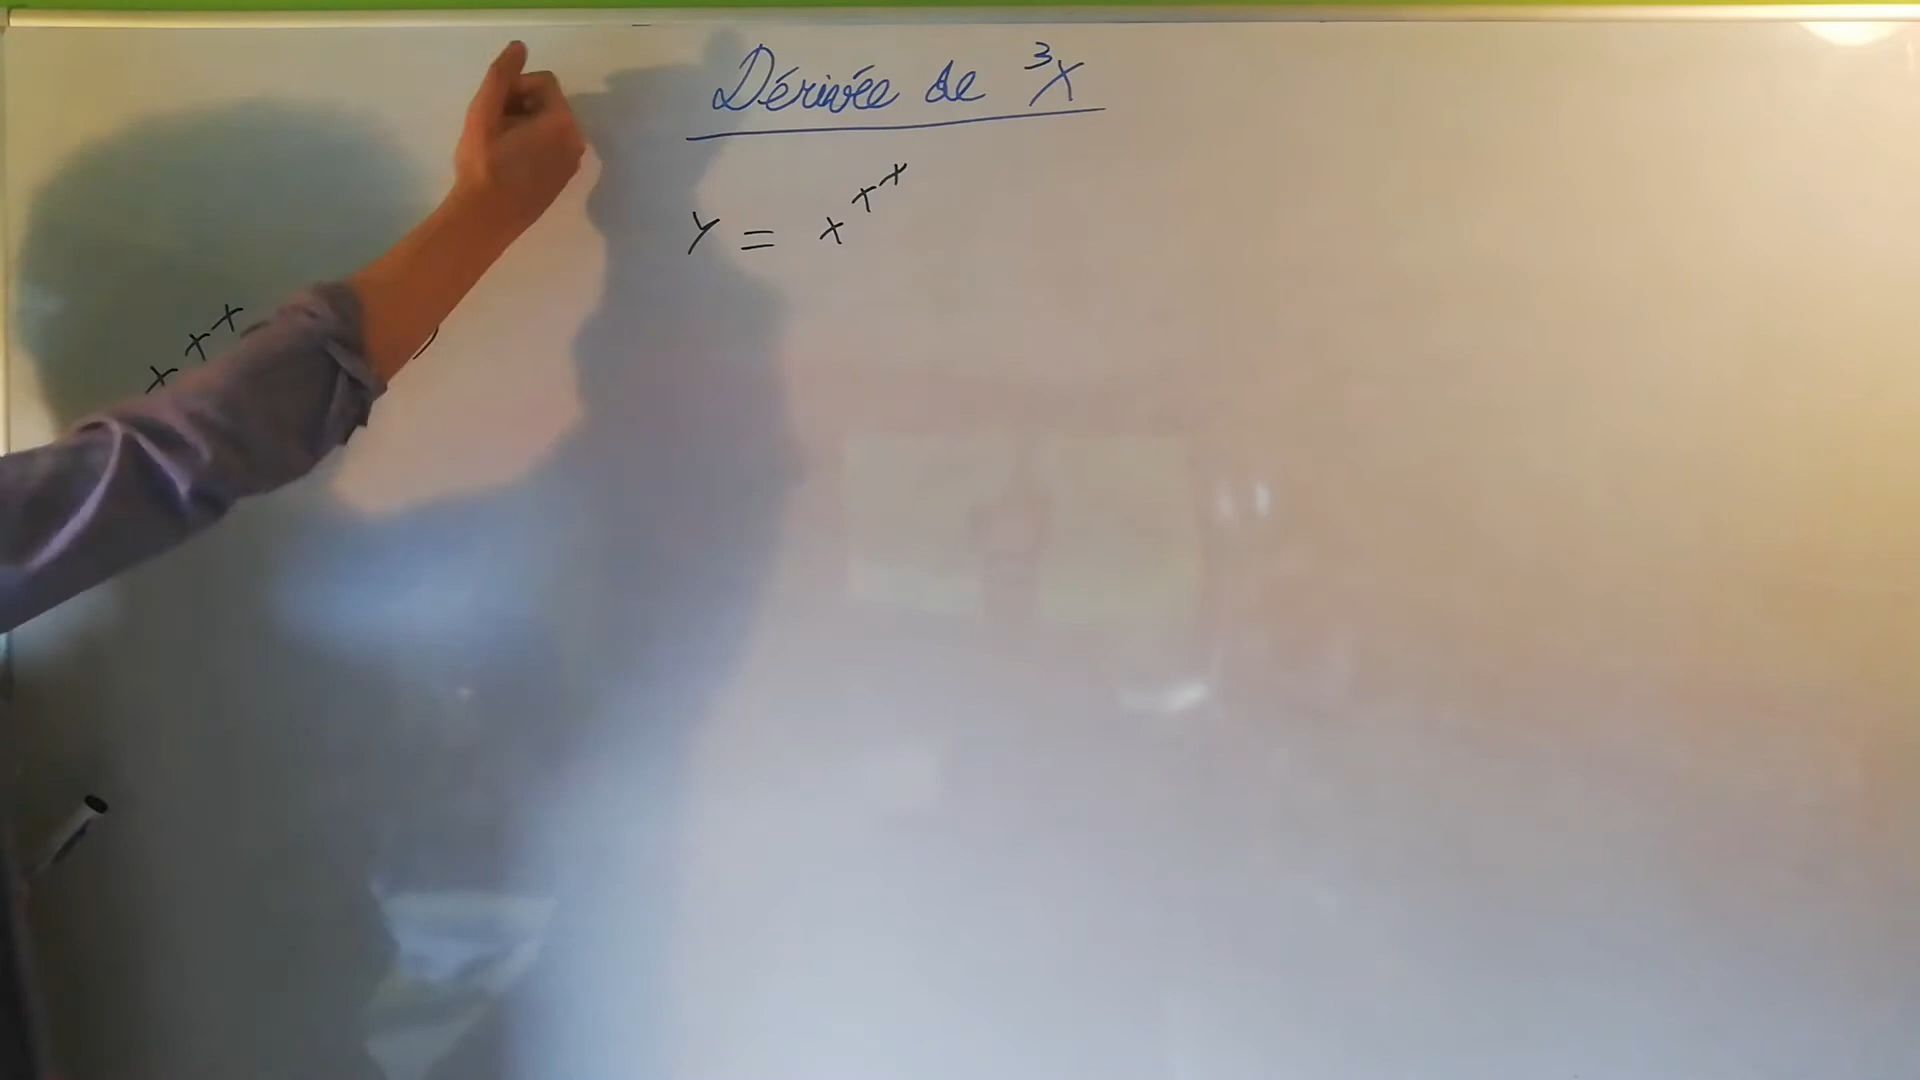 Dérivée de ³x
y = x^x^x
x^x^x )